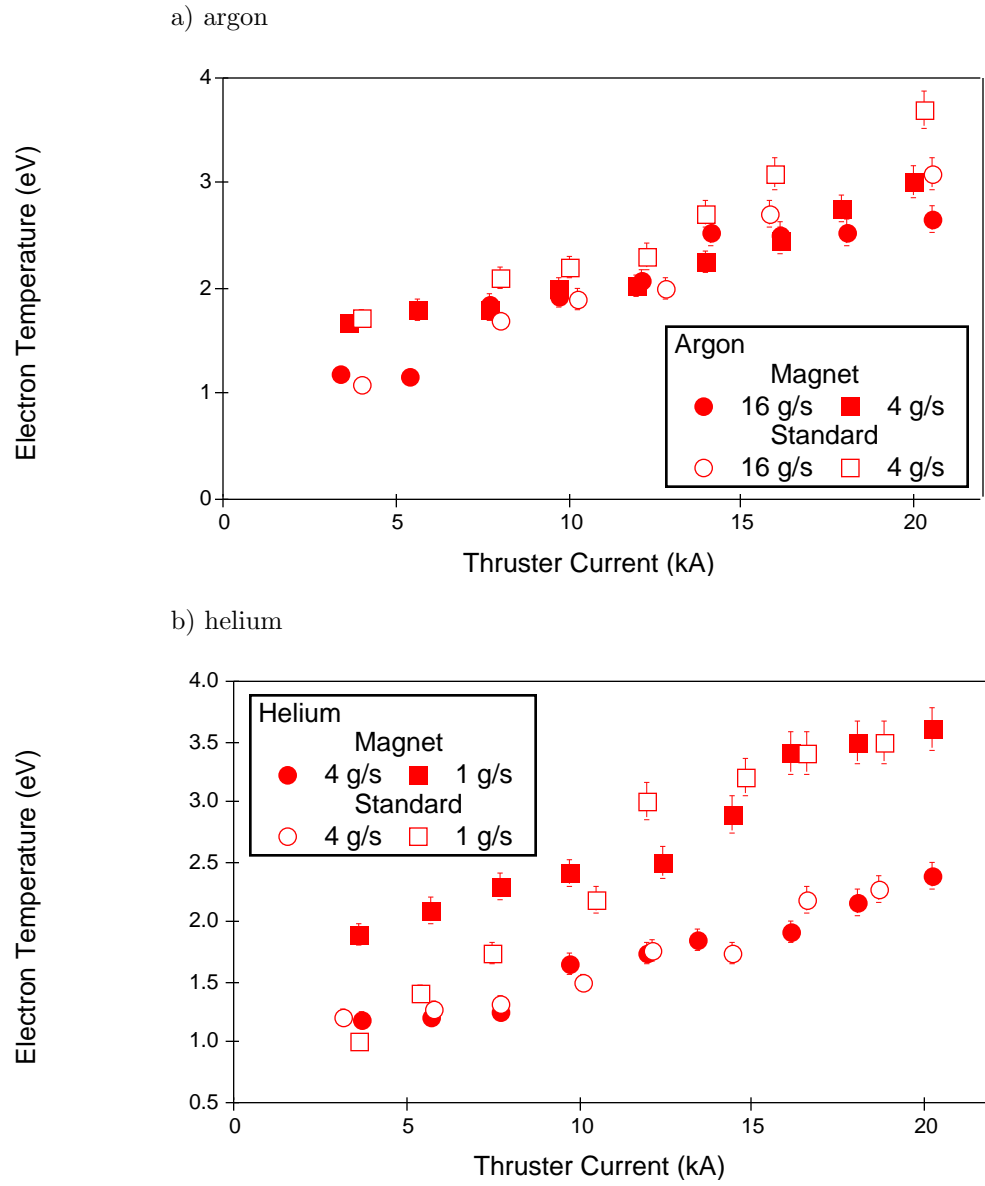 a) argon
Electron Temperature (eV)
4
3
2
1
0
0 5 10 15 20
Thruster Current (kA)
Argon
Magnet
16 g/s 4 g/s
Standard
16 g/s 4 g/s
b) helium
Electron Temperature (eV)
4.0
3.5
3.0
2.5
2.0
1.5
1.0
0.5
0 5 10 15 20
Thruster Current (kA)
Helium
Magnet
4 g/s 1 g/s
Standard
4 g/s 1 g/s